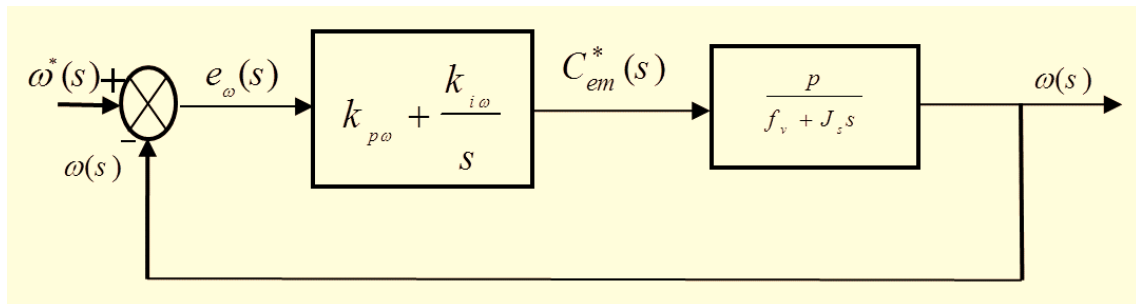 ω*(s) +
-
ω(s)
e_ω(s)
k_pω + k_iω / s
C*_em(s)
p / f_v + J_s s
ω(s)